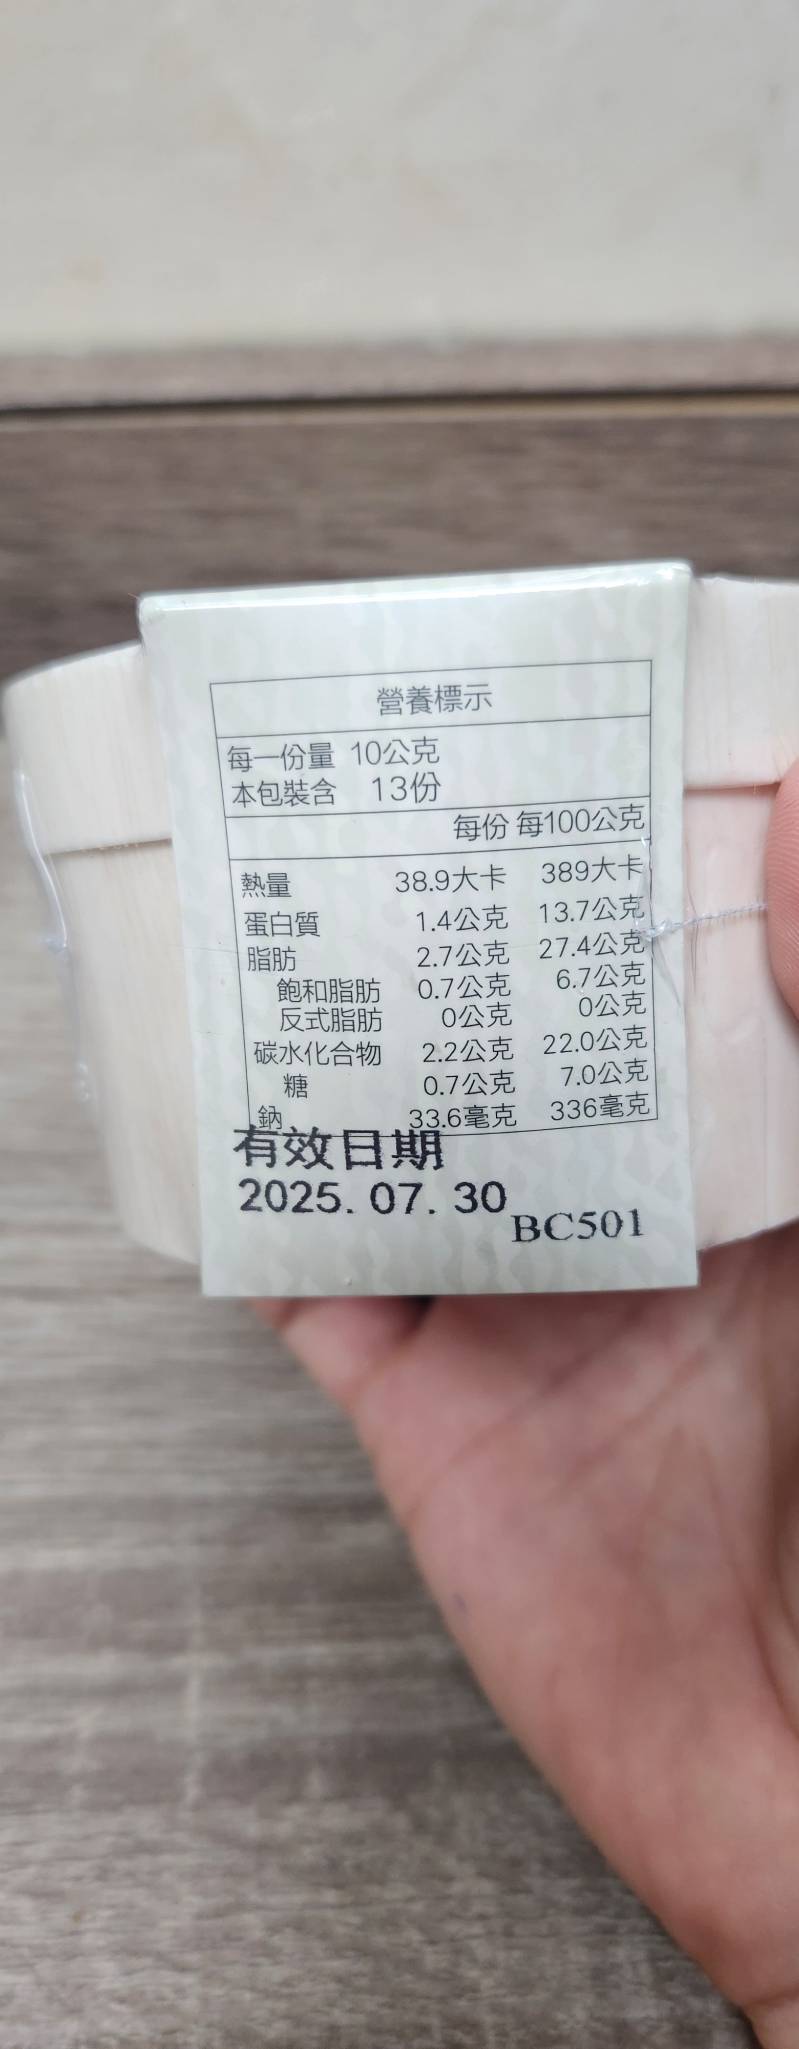 營養標示
每一份量 10公克
本包裝含 13份
每份 每100公克
熱量 38.9大卡 389大卡
蛋白質 1.4公克 13.7公克
脂肪 2.7公克 27.4公克
飽和脂肪 0.7公克 6.7公克
反式脂肪 0公克 0公克
碳水化合物 2.2公克 22.0公克
糖 0.7公克 7.0公克
鈉 33.6毫克 336毫克
有效日期
2025. 07. 30
BC501